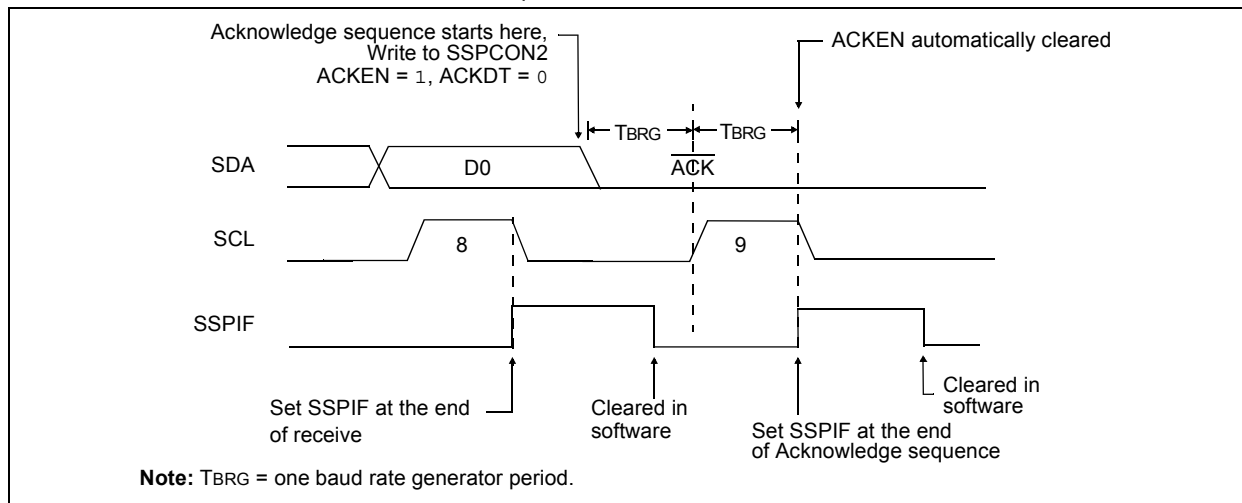 Acknowledge sequence starts here,
Write to SSPCON2
ACKEN = 1, ACKDT = 0
ACKEN automatically cleared
TBRG
TBRG
SDA
D0
ACK
SCL
8
9
SSPIF
Set SSPIF at the end
of receive
Cleared in
software
Set SSPIF at the end
of Acknowledge sequence
Cleared in
software
Note: TBRG = one baud rate generator period.